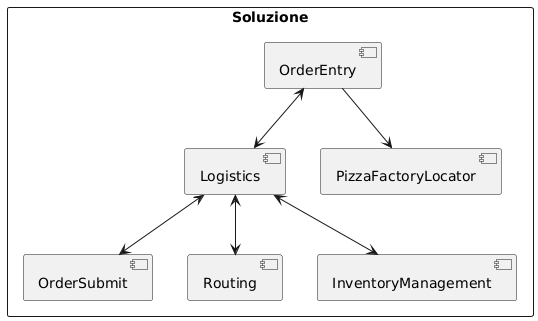 Soluzione
OrderEntry
Logistics
PizzaFactoryLocator
OrderSubmit
Routing
InventoryManagement